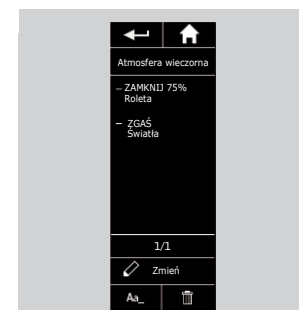 Atmosfera wieczorna
– ZAMKNIJ 75%
Roleta
– ZGAŚ
Światła
1/1
Zmień
Aa_